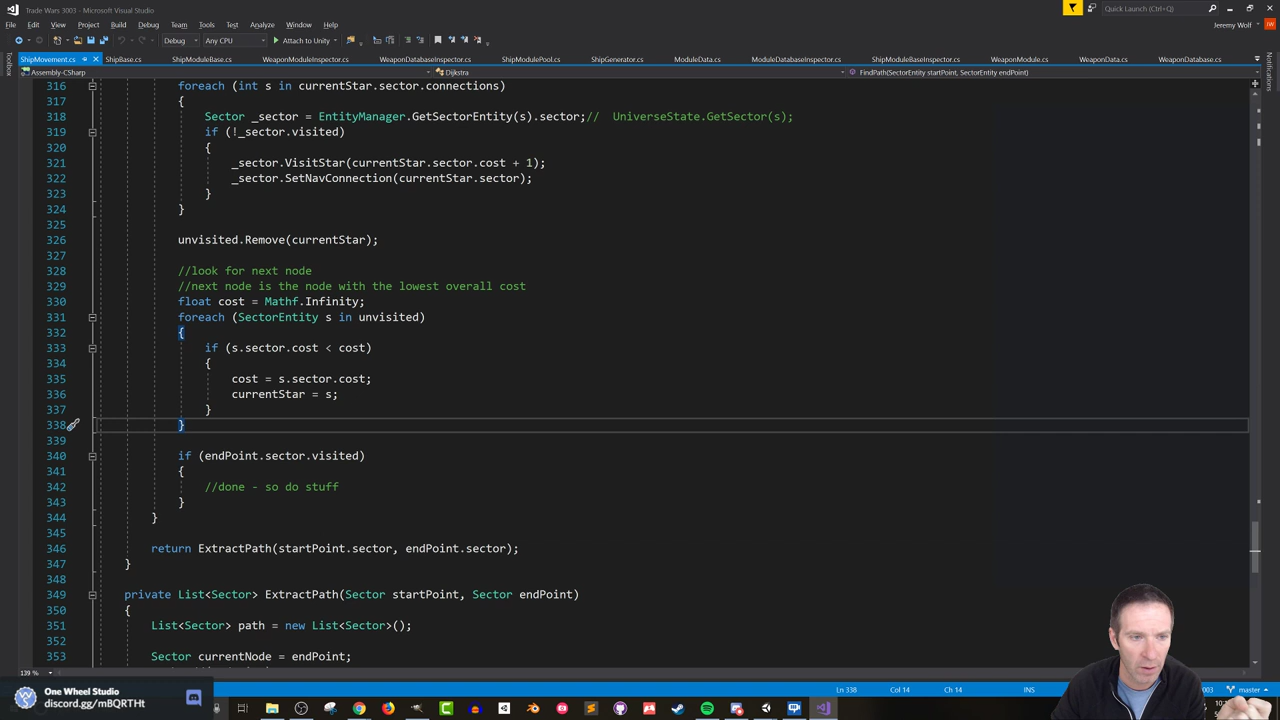 Trade Wars 3003 - Microsoft Visual Studio
Quick Launch (Ctrl+Q)
File Edit View Project Build Debug Team Tools Test Analyze Window Help
Jeremy Wolf
JW
Debug Any CPU Attach to Unity
Toolbox
ShipMovement.cs ShipBase.cs ShipModuleBase.cs WeaponModuleInspector.cs WeaponDatabaseInspector.cs ShipModulePool.cs ShipGenerator.cs ModuleData.cs ModuleDatabaseInspector.cs WeaponModule.cs WeaponData.cs WeaponDatabase.cs
Notifications
Assembly-CSharp Dijkstra FindPath(SectorEntity startPoint, SectorEntity endPoint)
316 foreach (int s in currentStar.sector.connections)
317 {
318 Sector _sector = EntityManager.GetSectorEntity(s).sector;// UniverseState.GetSector(s);
319 if (!_sector.visited)
320 {
321 _sector.VisitStar(currentStar.sector.cost + 1);
322 _sector.SetNavConnection(currentStar.sector);
323 }
324 }
325
326 unvisited.Remove(currentStar);
327
328 //look for next node
329 //next node is the node with the lowest overall cost
330 float cost = Mathf.Infinity;
331 foreach (SectorEntity s in unvisited)
332 {
333 if (s.sector.cost < cost)
334 {
335 cost = s.sector.cost;
336 currentStar = s;
337 }
338 }
339
340 if (endPoint.sector.visited)
341 {
342 //done - so do stuff
343 }
344 }
345
346 return ExtractPath(startPoint.sector, endPoint.sector);
347 }
348
349 private List<Sector> ExtractPath(Sector startPoint, Sector endPoint)
350 {
351 List<Sector> path = new List<Sector>();
352
353 Sector currentNode = endPoint;
139 %
Ln 338 Col 14 Ch 14 INS master
One Wheel Studio
discord.gg/mBQRTHt